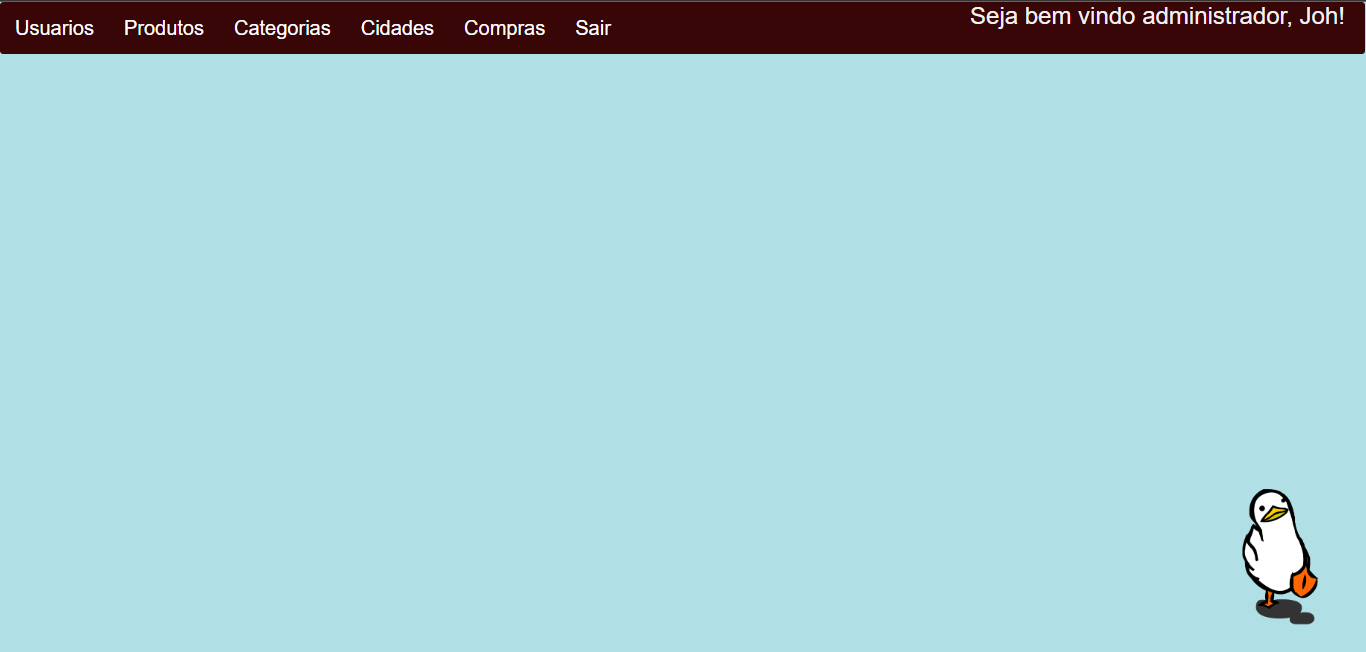 Usuarios Produtos Categorias Cidades Compras Sair
Seja bem vindo administrador, Joh!